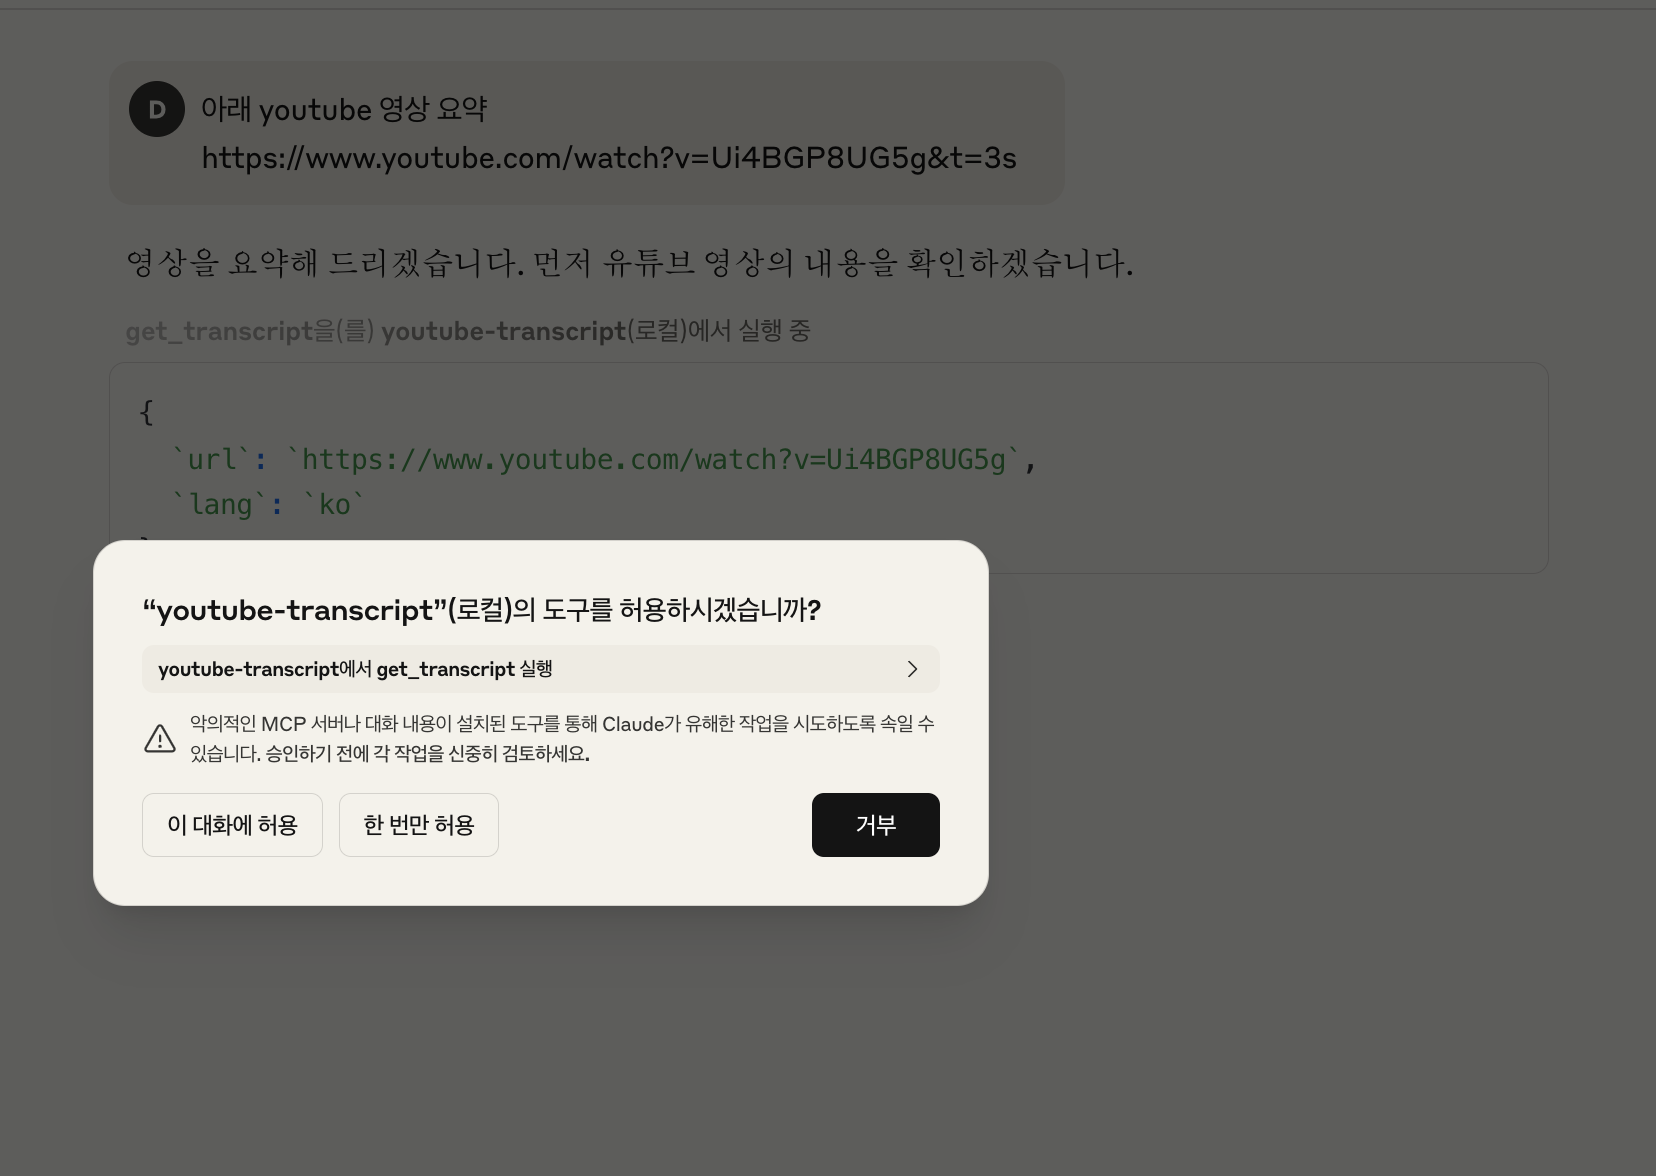 D
아래 youtube 영상 요약
https://www.youtube.com/watch?v=Ui4BGP8UG5g&t=3s
영상을 요약해 드리겠습니다. 먼저 유튜브 영상의 내용을 확인하겠습니다.
get_transcript을(를) youtube-transcript(로컬)에서 실행 중
{
  `url`: `https://www.youtube.com/watch?v=Ui4BGP8UG5g`,
  `lang`: `ko`
“youtube-transcript”(로컬)의 도구를 허용하시겠습니까?
youtube-transcript에서 get_transcript 실행
악의적인 MCP 서버나 대화 내용이 설치된 도구를 통해 Claude가 유해한 작업을 시도하도록 속일 수
있습니다. 승인하기 전에 각 작업을 신중히 검토하세요.
이 대화에 허용
한 번만 허용
거부